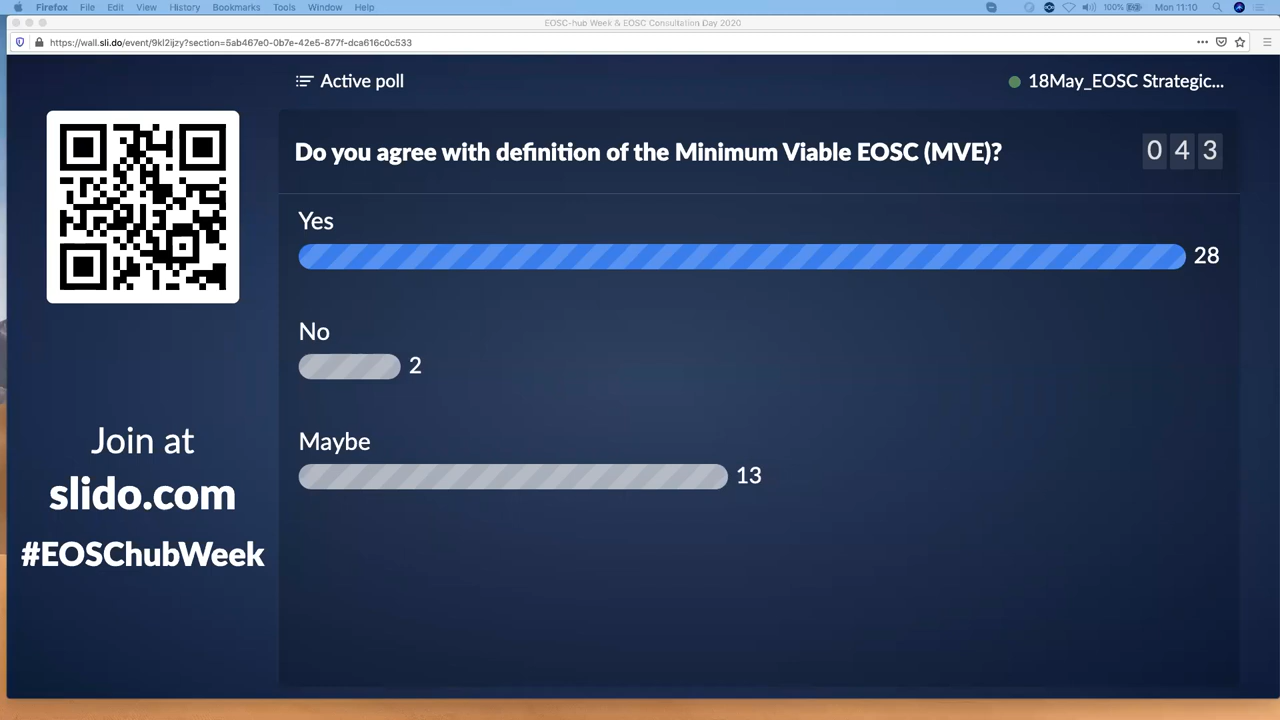 Firefox File Edit View History Bookmarks Tools Window Help 100% Mon 11:10
EOSC-hub Week & EOSC Consultation Day 2020
https://wall.sli.do/event/9kl2ijzy?section=5ab467e0-0b7e-42e5-877f-dca616c0c533
Active poll
18May_EOSC Strategic...
Do you agree with definition of the Minimum Viable EOSC (MVE)?
043
Yes
28
No
2
Maybe
13
Join at
slido.com
#EOSChubWeek